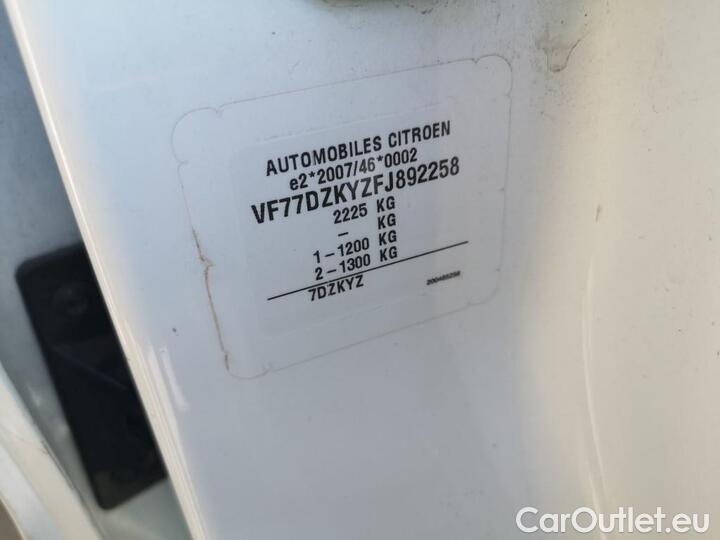 AUTOMOBILES CITROEN
e2*2007/46*0002
VF77DZKYZFJ892258
2225 KG
– KG
1 – 1200 KG
2 – 1300 KG
7DZKYZ 200485298
CarOutlet.eu